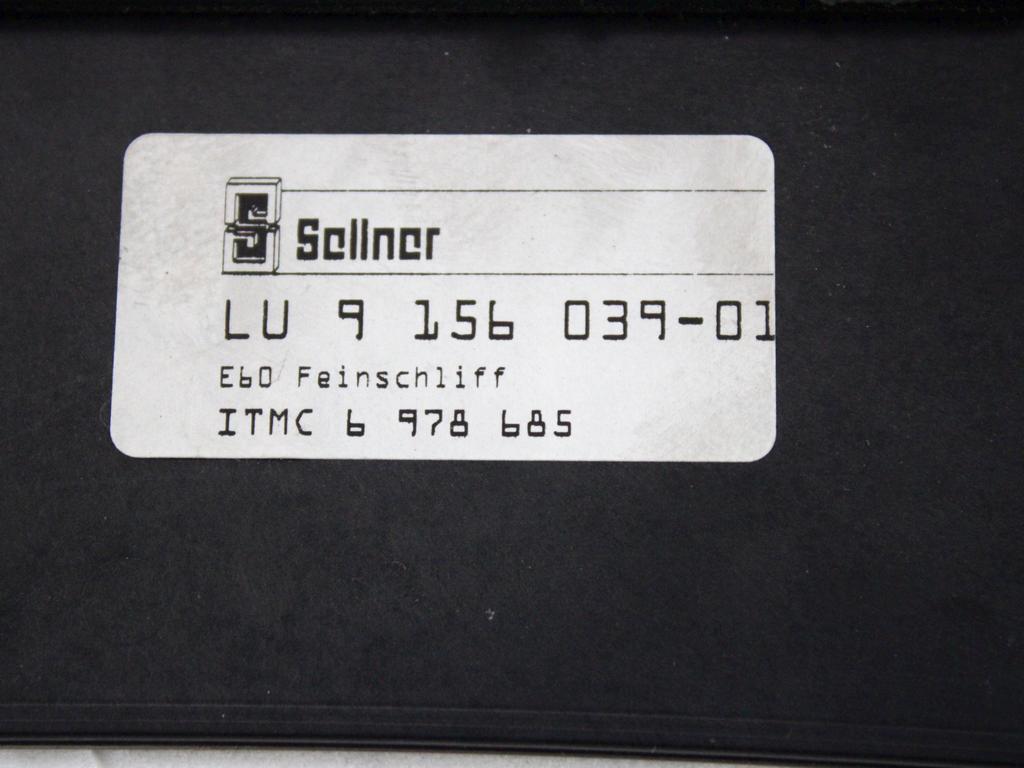 Sellner
LU 9 156 039-01
E60 Feinschliff
ITMC 6 978 685